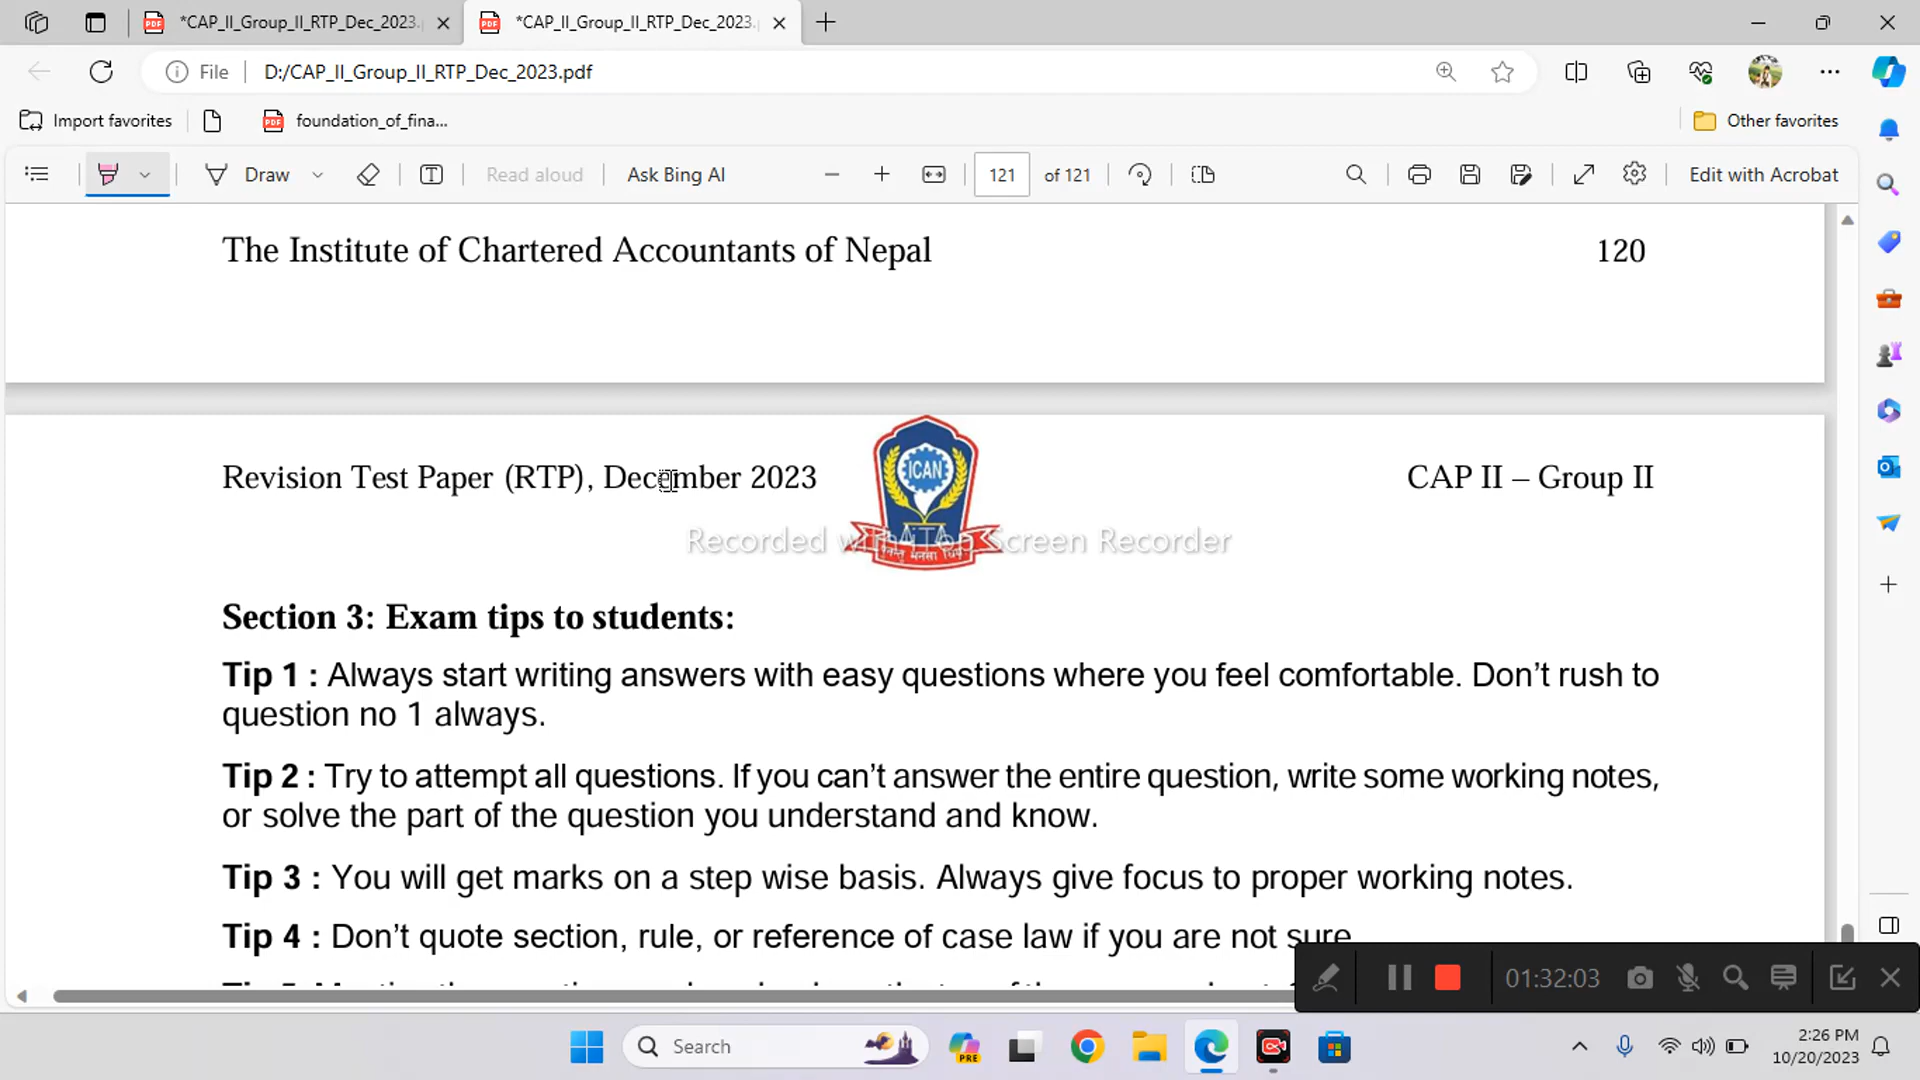 *CAP_II_Group_II_RTP_Dec_2023.
*CAP_II_Group_II_RTP_Dec_2023.
File
D:/CAP_II_Group_II_RTP_Dec_2023.pdf
Import favorites
foundation_of_fina...
Other favorites
Draw
Read aloud
Ask Bing AI
121
of 121
Edit with Acrobat
The Institute of Chartered Accountants of Nepal 120
Revision Test Paper (RTP), December 2023
ICAN
CAP II – Group II
Recorded with iTop Screen Recorder
Section 3: Exam tips to students:
Tip 1 : Always start writing answers with easy questions where you feel comfortable. Don't rush to
question no 1 always.
Tip 2 : Try to attempt all questions. If you can't answer the entire question, write some working notes,
or solve the part of the question you understand and know.
Tip 3 : You will get marks on a step wise basis. Always give focus to proper working notes.
Tip 4 : Don't quote section, rule, or reference of case law if you are not sure
01:32:03
Search
PRE
2:26 PM
10/20/2023